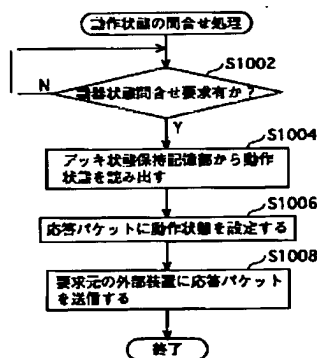 動作状態の問合せ処理
S1002
N
機器状態問合せ要求有か?
Y
S1004
デッキ状態保持記憶部から動作
状態を読み出す
S1006
応答パケットに動作状態を設定する
S1008
要求元の外部装置に応答パケット
を送信する
終了